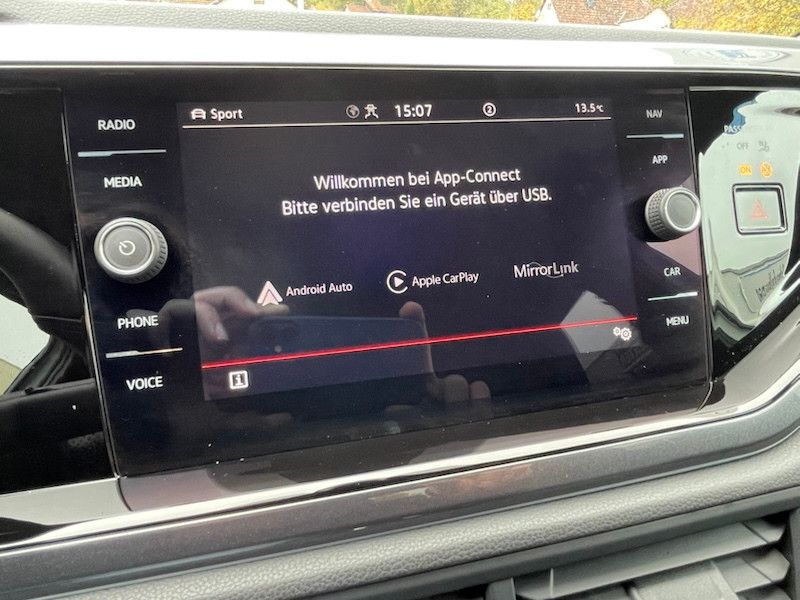 RADIO
MEDIA
PHONE
VOICE
Sport
15:07
2
13.5°C
Willkommen bei App-Connect
Bitte verbinden Sie ein Gerät über USB.
Android Auto
Apple CarPlay
MirrorLink
i
NAV
APP
CAR
MENU
OFF
ON